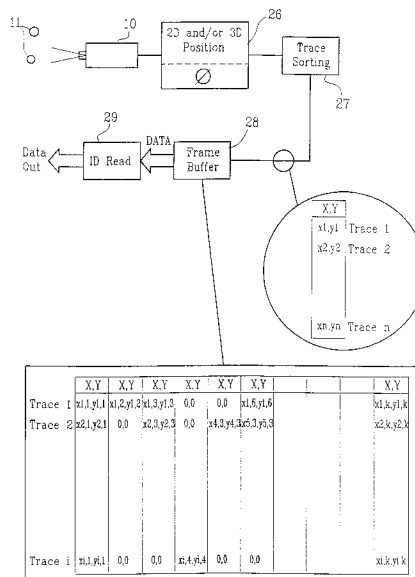 11
10
26
2D and/or 3D
Position
∅
Trace
Sorting
27
29
28
Data
Out
ID Read
DATA
Frame
Buffer
X,Y
x1,y1 Trace 1
x2,y2 Trace 2
xn,yn Trace n
X,Y X,Y X,Y X,Y X,Y X,Y X,Y
Trace 1 x1,1,y1,1 x1,2,y1,2 x1,3,y1,3 0,0 0,0 x1,6,y1,6 x1,k,y1,k
Trace 2 x2,1,y2,1 0,0 x2,3,y2,3 0,0 x4,3,y4,3 x5,3,y5,3 x2,k,y2,k
Trace i xi,1,yi,1 0,0 0,0 xi,4,yi,4 0,0 0,0 xi,k,yi,k